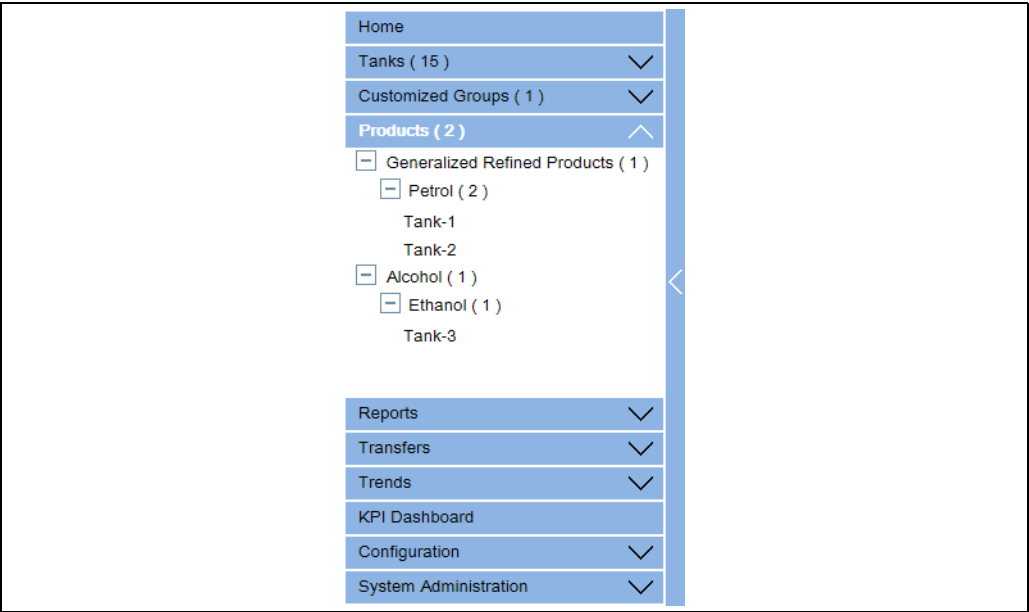 Home
Tanks ( 15 )
Customized Groups ( 1 )
Products ( 2 )
Generalized Refined Products ( 1 )
Petrol ( 2 )
Tank-1
Tank-2
Alcohol ( 1 )
Ethanol ( 1 )
Tank-3
Reports
Transfers
Trends
KPI Dashboard
Configuration
System Administration